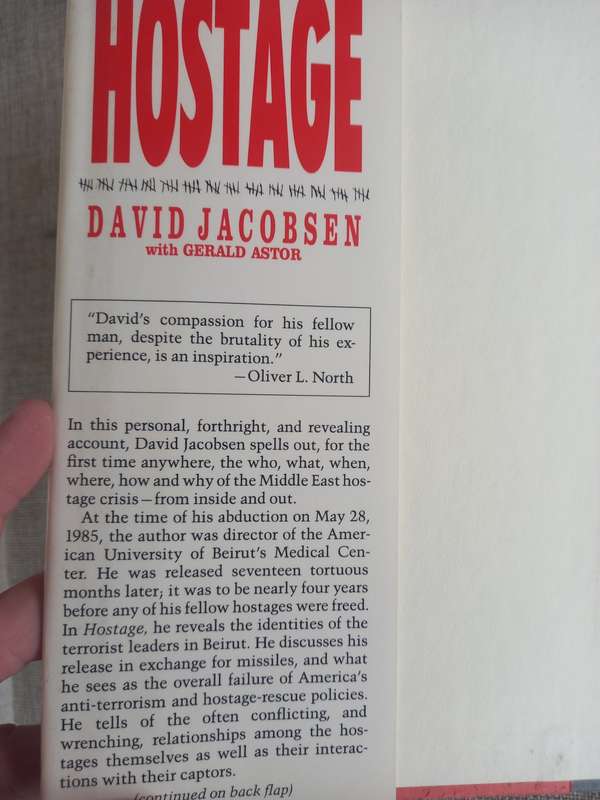 HOSTAGE
DAVID JACOBSEN
with GERALD ASTOR
“David’s compassion for his fellow
man, despite the brutality of his ex-
perience, is an inspiration.”
—Oliver L. North
In this personal, forthright, and revealing
account, David Jacobsen spells out, for the
first time anywhere, the who, what, when,
where, how and why of the Middle East hos-
tage crisis—from inside and out.
At the time of his abduction on May 28,
1985, the author was director of the Amer-
ican University of Beirut’s Medical Cen-
ter. He was released seventeen tortuous
months later; it was to be nearly four years
before any of his fellow hostages were freed.
In Hostage, he reveals the identities of the
terrorist leaders in Beirut. He discusses his
release in exchange for missiles, and what
he sees as the overall failure of America’s
anti-terrorism and hostage-rescue policies.
He tells of the often conflicting, and
wrenching, relationships among the hos-
tages themselves as well as their interac-
tions with their captors.
(continued on back flap)